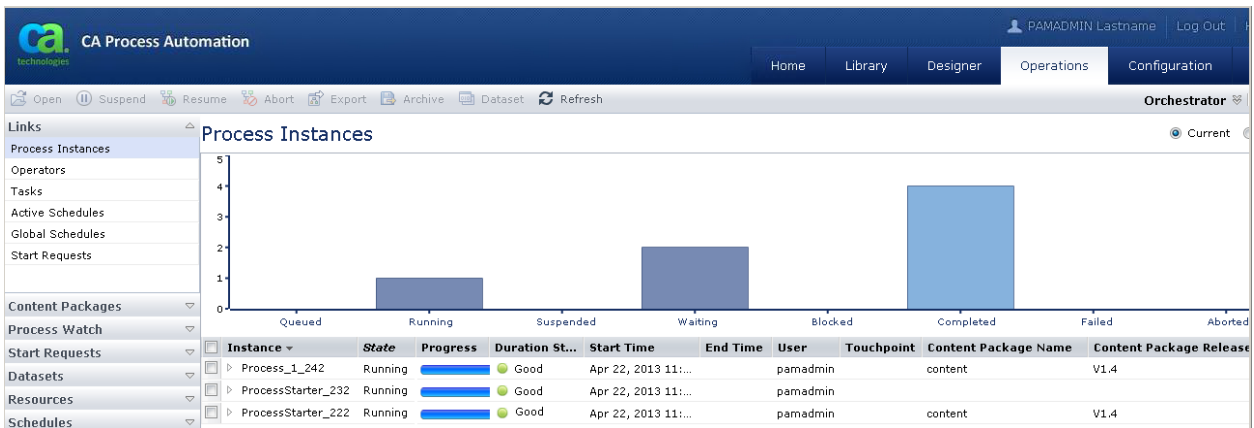 ca
technologies
CA Process Automation
PAMADMIN Lastname Log Out
Home Library Designer Operations Configuration
Open Suspend Resume Abort Export Archive Dataset Refresh
Orchestrator
Links
Process Instances
Operators
Tasks
Active Schedules
Global Schedules
Start Requests
Content Packages
Process Watch
Start Requests
Datasets
Resources
Schedules
Process Instances
Current
5
4
3
2
1
0
Queued Running Suspended Waiting Blocked Completed Failed Aborted
Instance State Progress Duration St... Start Time End Time User Touchpoint Content Package Name Content Package Release
Process_1_242 Running Good Apr 22, 2013 11:... pamadmin content V1.4
ProcessStarter_232 Running Good Apr 22, 2013 11:... pamadmin
ProcessStarter_222 Running Good Apr 22, 2013 11:... pamadmin content V1.4